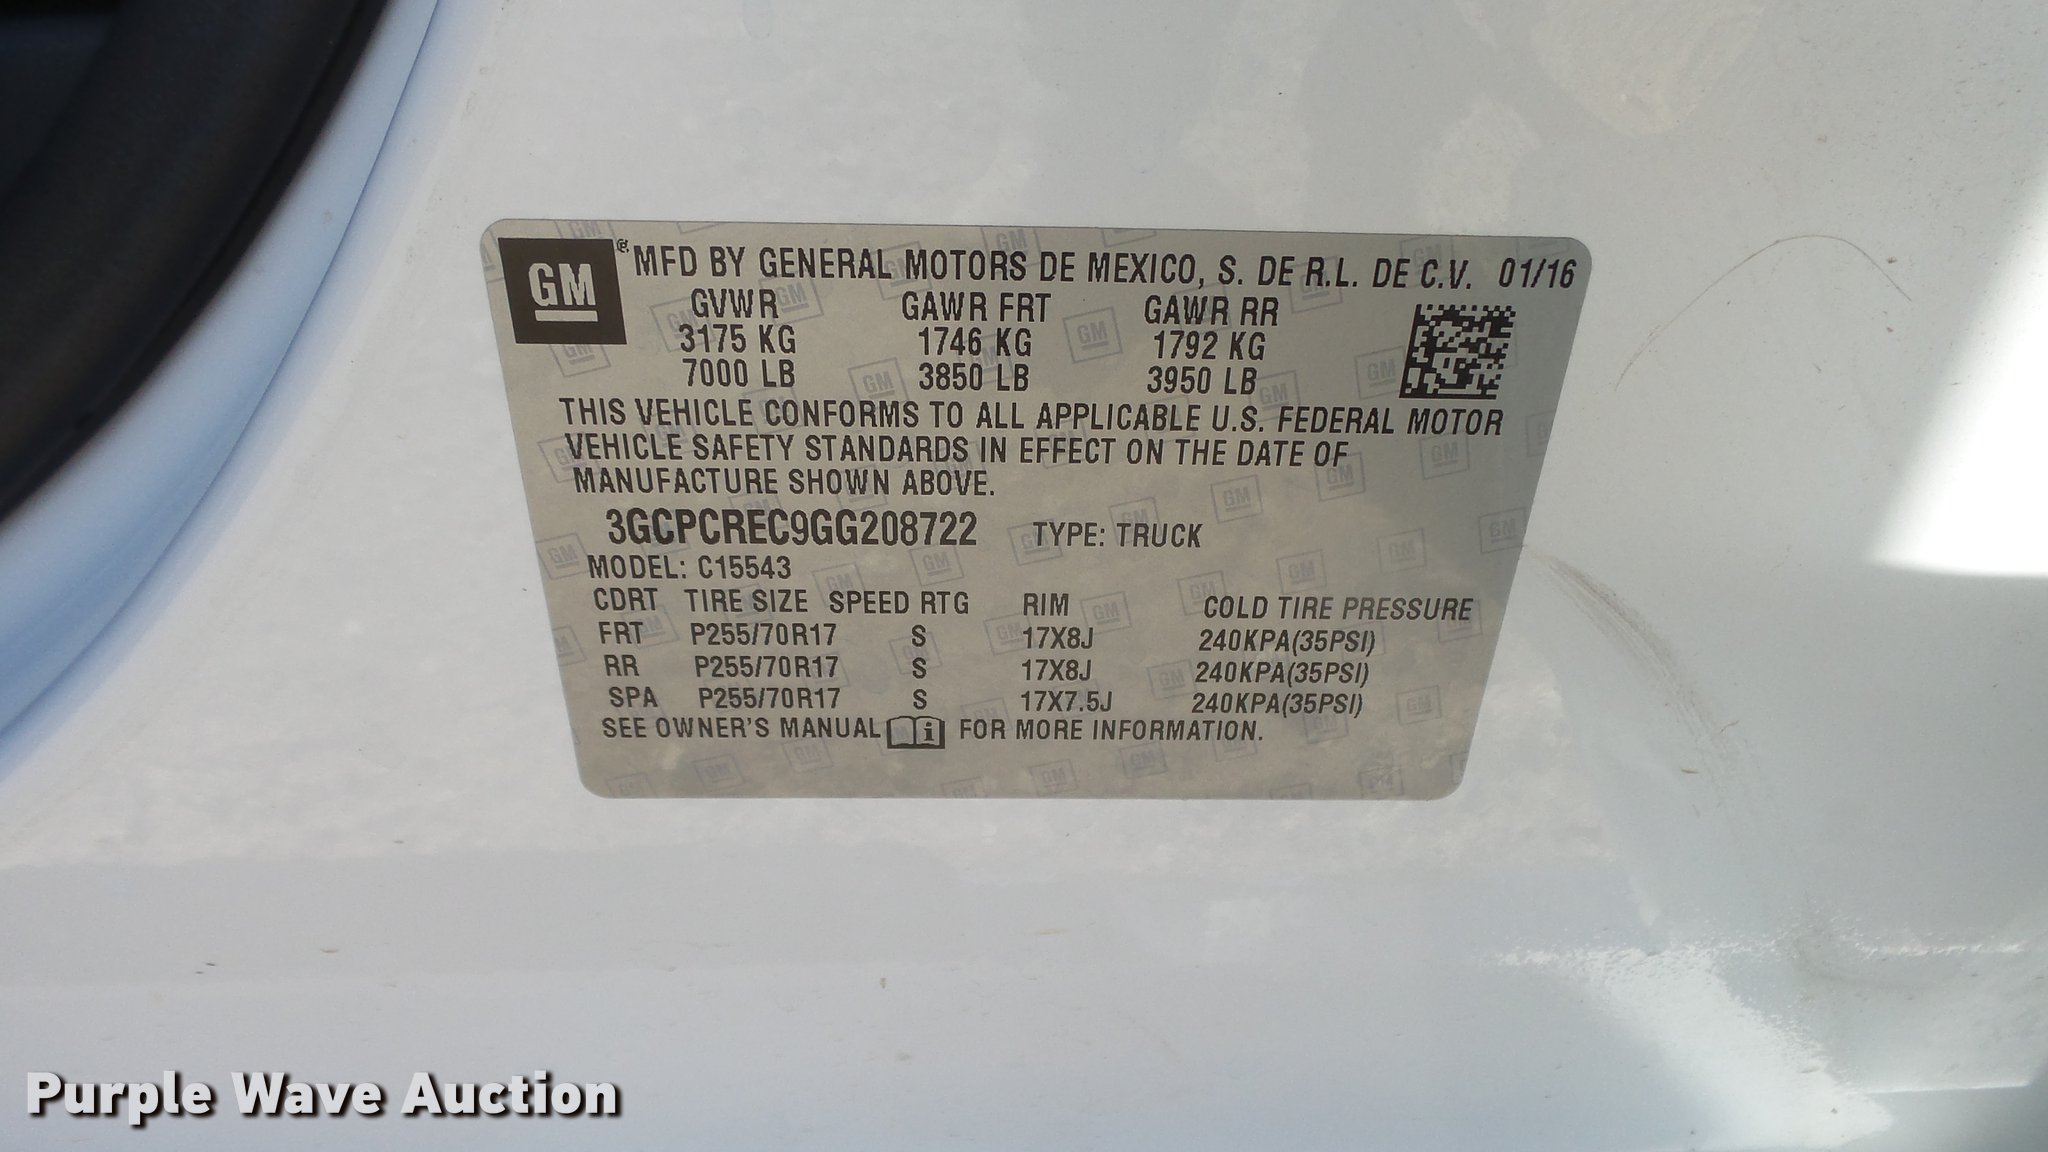 GM
® MFD BY GENERAL MOTORS DE MEXICO, S. DE R.L. DE C.V. 01/16
GVWR GAWR FRT GAWR RR
3175 KG 1746 KG 1792 KG
7000 LB 3850 LB 3950 LB
THIS VEHICLE CONFORMS TO ALL APPLICABLE U.S. FEDERAL MOTOR
VEHICLE SAFETY STANDARDS IN EFFECT ON THE DATE OF
MANUFACTURE SHOWN ABOVE.
3GCPCREC9GG208722 TYPE: TRUCK
MODEL: C15543
CDRT TIRE SIZE SPEED RTG RIM COLD TIRE PRESSURE
FRT P255/70R17 S 17X8J 240KPA(35PSI)
RR P255/70R17 S 17X8J 240KPA(35PSI)
SPA P255/70R17 S 17X7.5J 240KPA(35PSI)
SEE OWNER'S MANUAL i FOR MORE INFORMATION.
Purple Wave Auction